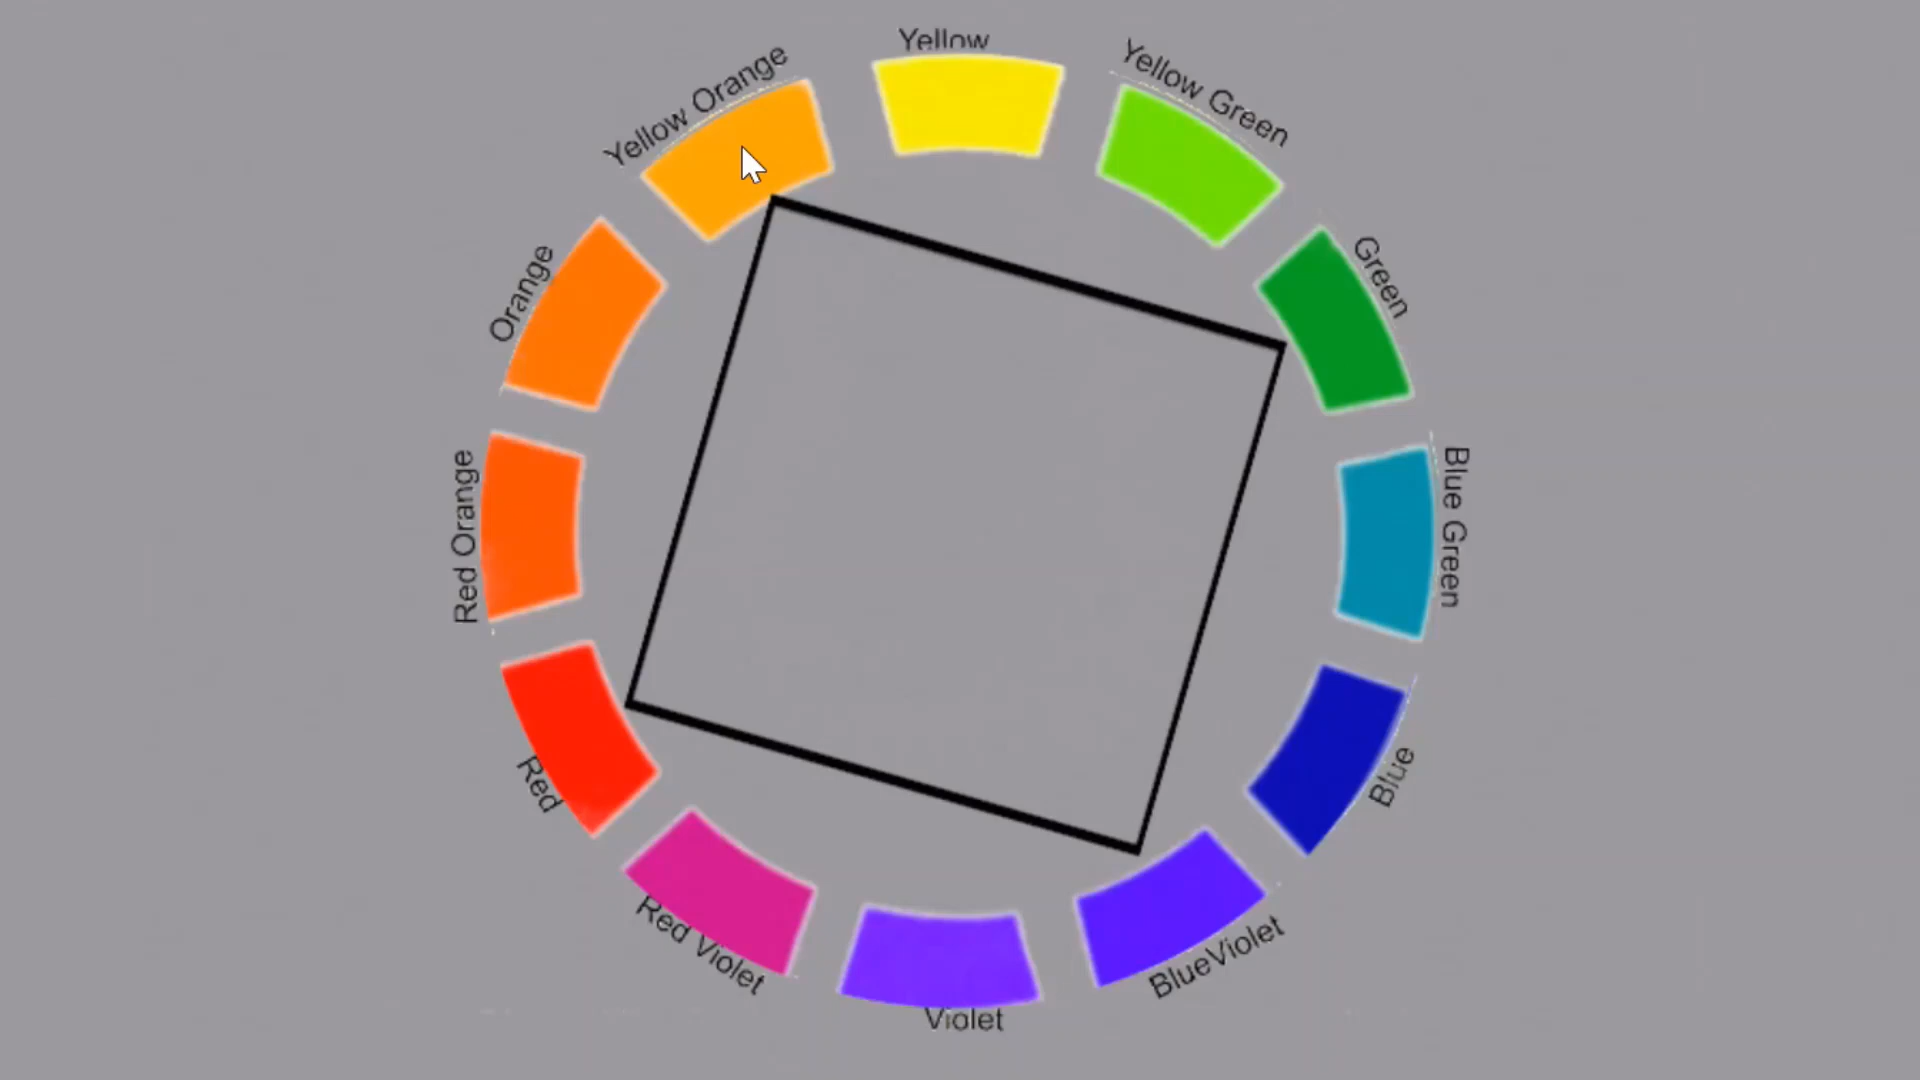 Yellow
Yellow Green
Green
Blue Green
Blue
BlueViolet
Violet
Red Violet
Red
Red Orange
Orange
Yellow Orange